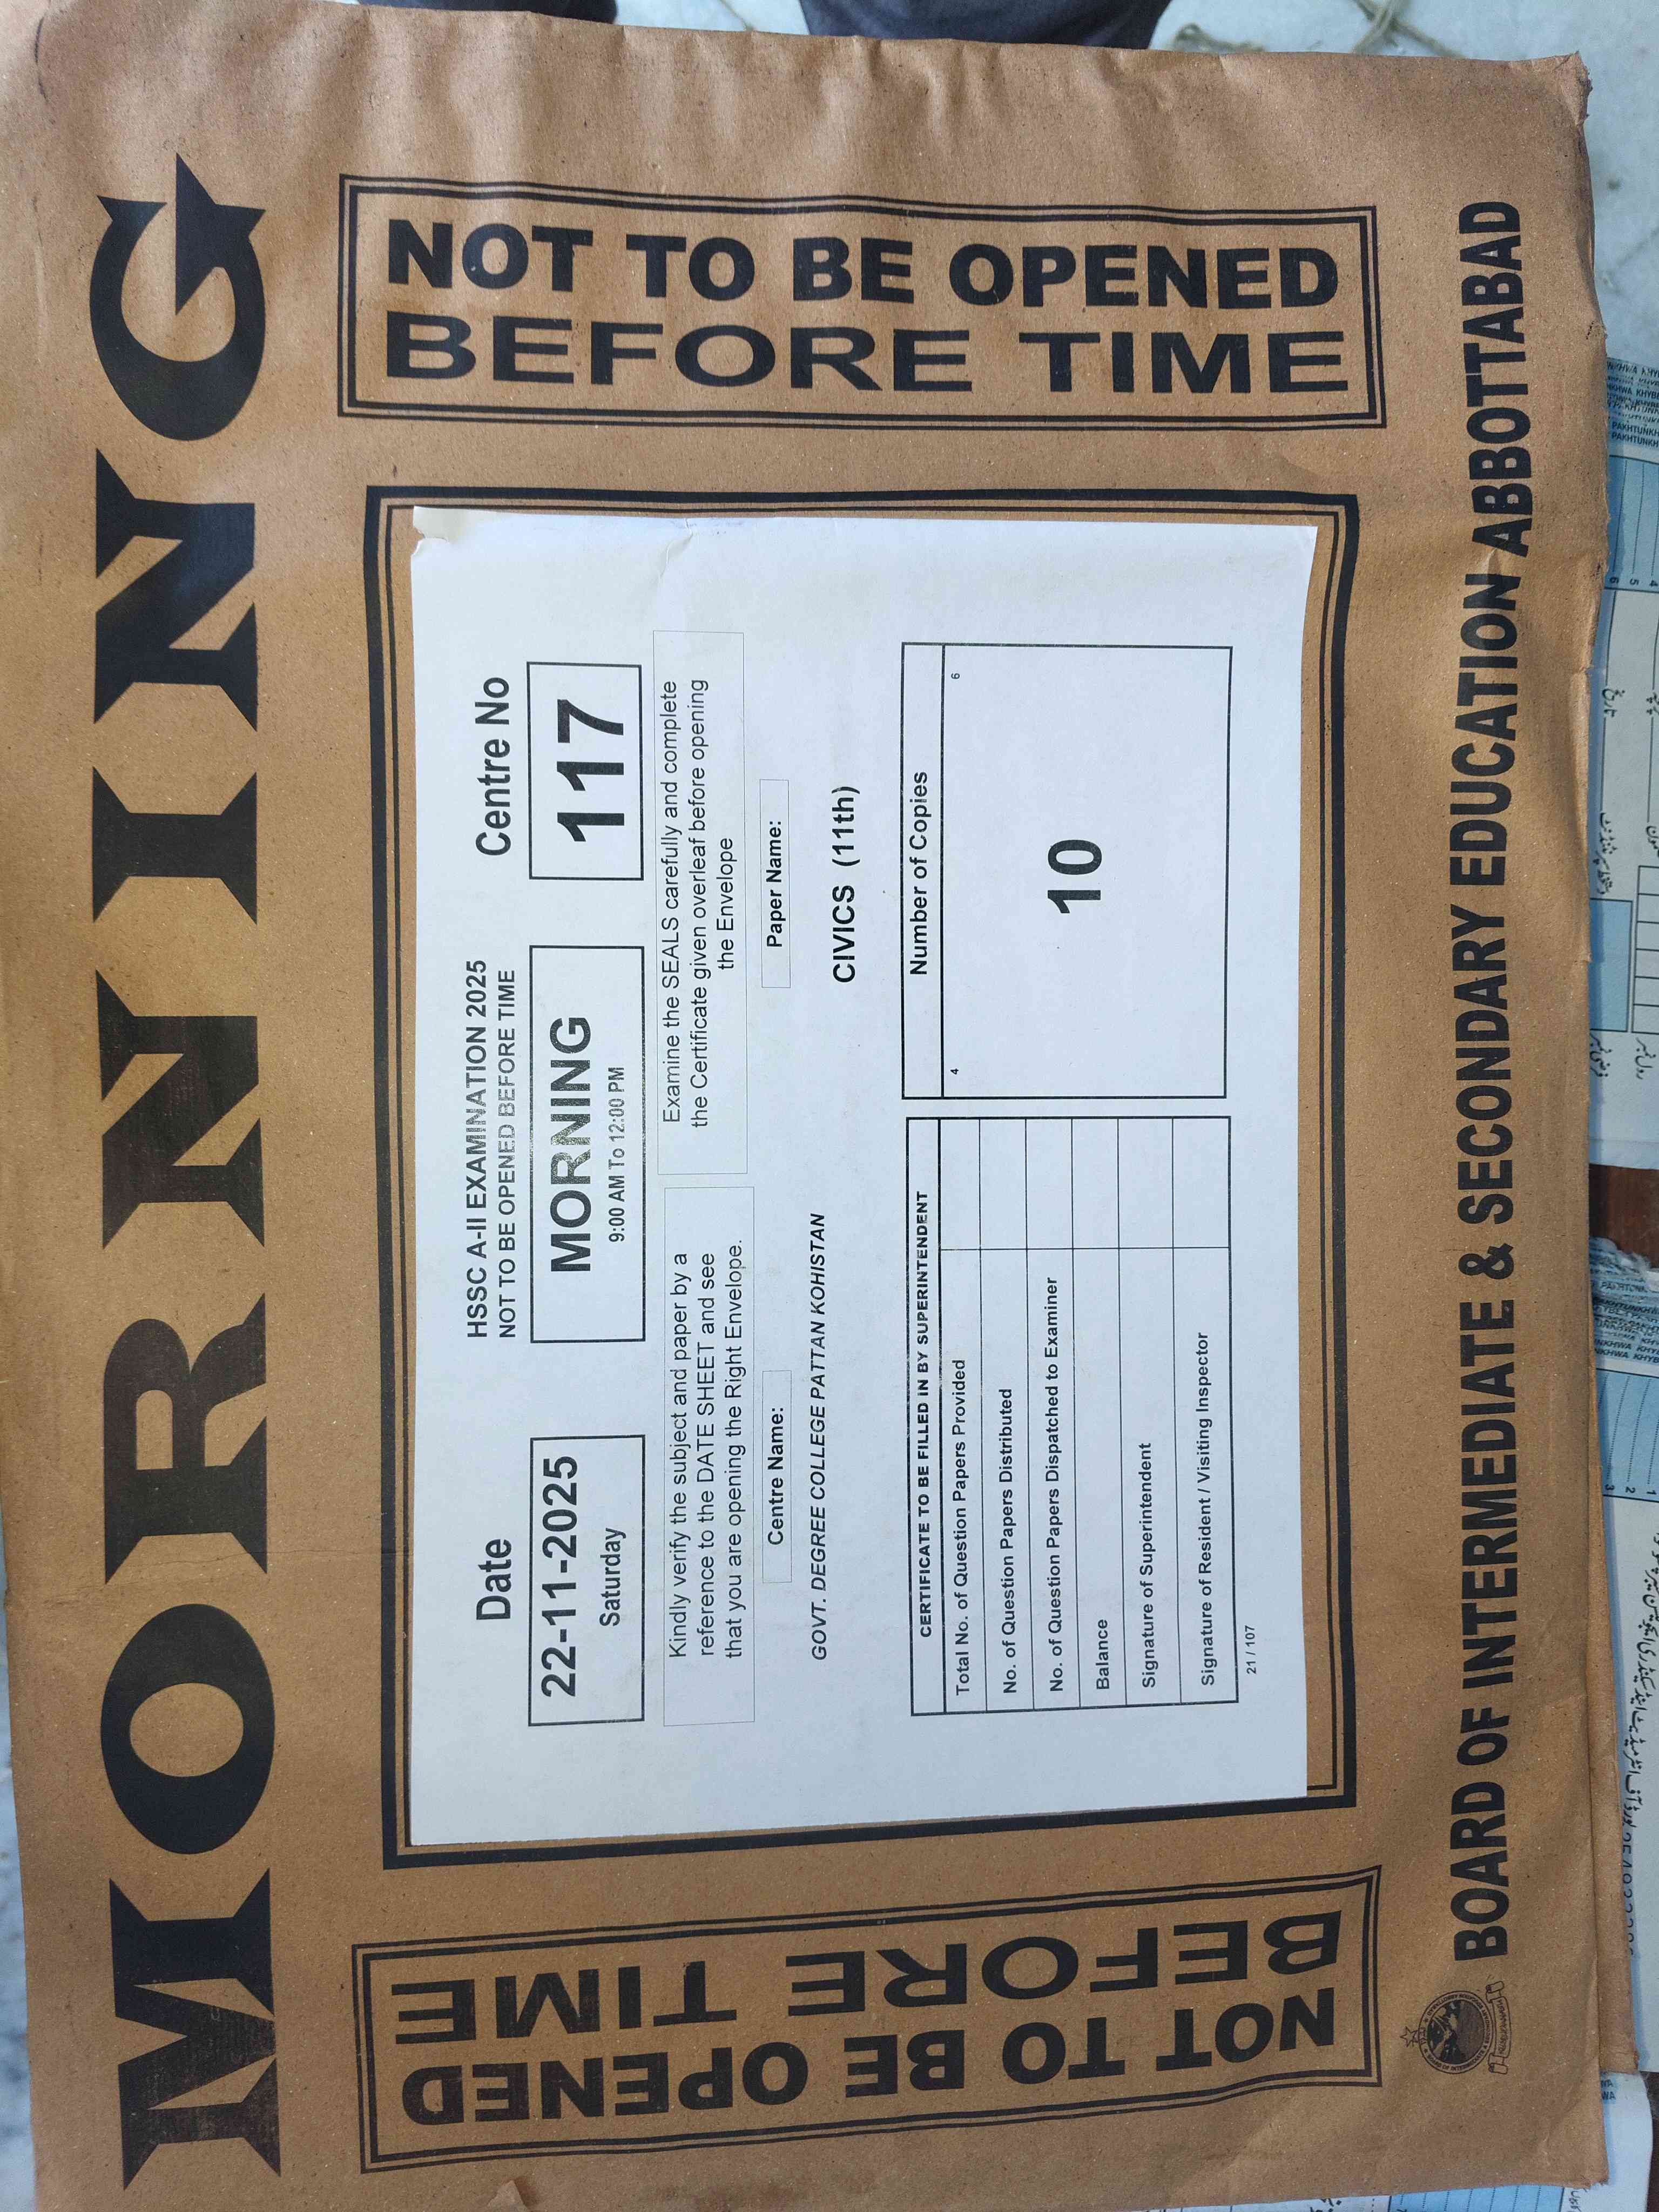 MORNING
NOT TO BE OPENED
BEFORE TIME
HSSC A-II EXAMINATION 2025
NOT TO BE OPENED BEFORE TIME
Date
Centre No
22-11-2025
Saturday
MORNING
9:00 AM To 12:00 PM
117
Kindly verify the subject and paper by a
reference to the DATE SHEET and see
that you are opening the Right Envelope.
Examine the SEALS carefully and complete
the Certificate given overleaf before opening
the Envelope
Centre Name:
Paper Name:
GOVT. DEGREE COLLEGE PATTAN KOHISTAN
CIVICS (11th)
CERTIFICATE TO BE FILLED IN BY SUPERINTENDENT
Total No. of Question Papers Provided
No. of Question Papers Distributed
No. of Question Papers Dispatched to Examiner
Balance
Signature of Superintendent
Signature of Resident / Visiting Inspector
Number of Copies
4
6
10
21 / 107
NOT TO BE OPENED
BEFORE TIME
BOARD OF INTERMEDIATE & SECONDARY EDUCATION ABBOTTABAD